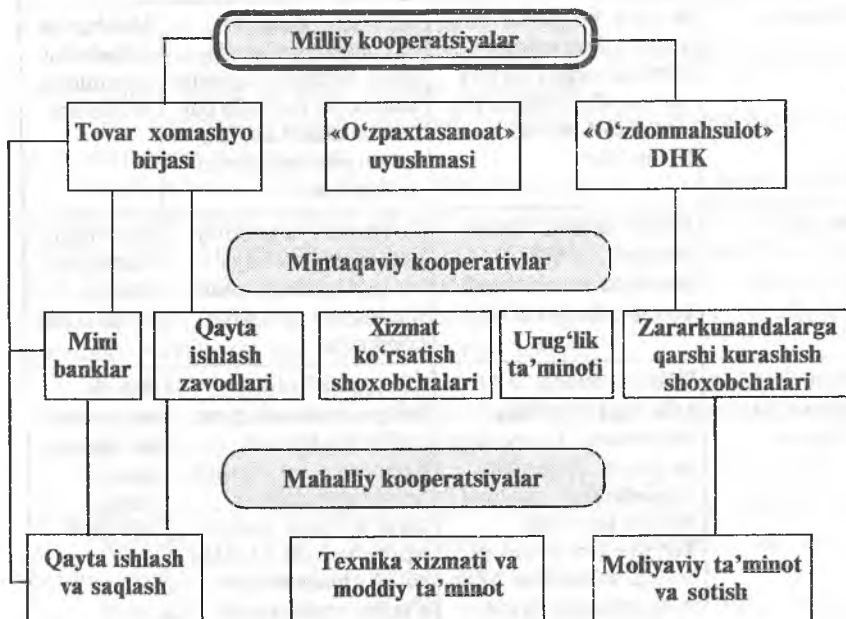 Milliy kooperatsiyalar
Tovar xomashyo
birjasi
«O‘zpaxtasanoat»
uyushmasi
«O‘zdonmahsulot»
DHK
Mintaqaviy kooperativlar
Mini
banklar
Qayta
ishlash
zavodlari
Xizmat
ko‘rsatish
shoxobchalari
Urug‘lik
ta’minoti
Zararkunandalarga
qarshi kurashish
shoxobchalari
Mahalliy kooperatsiyalar
Qayta ishlash
va saqlash
Texnika xizmati va
moddiy ta’minot
Moliyaviy ta’minot
va sotish